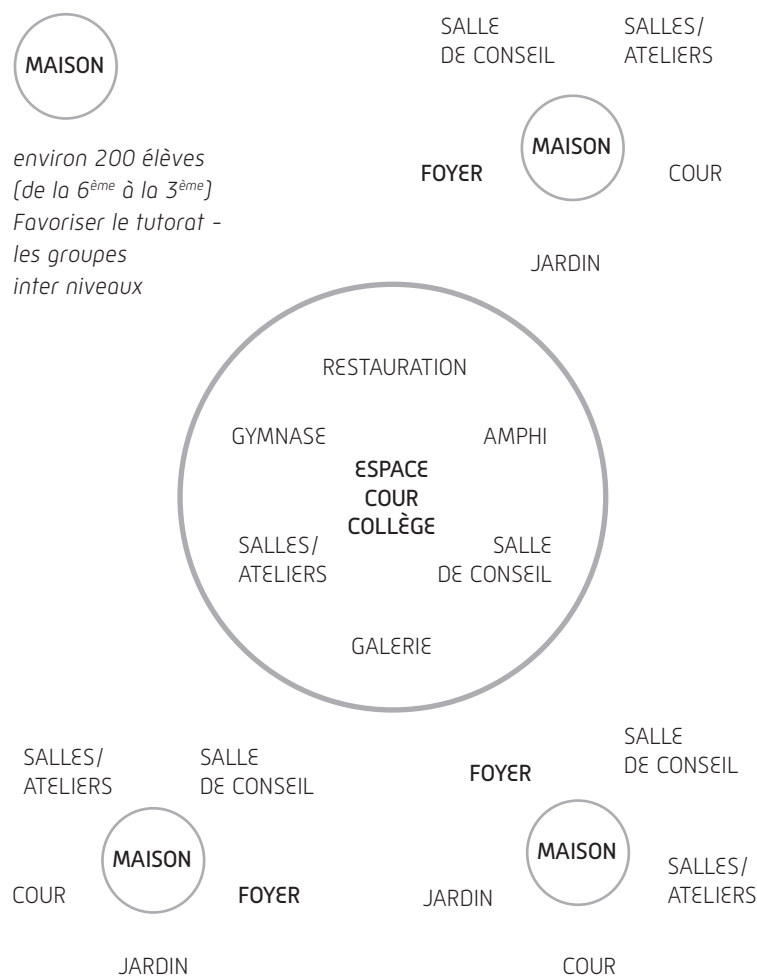 MAISON
environ 200 élèves
(de la 6ème à la 3ème)
Favoriser le tutorat -
les groupes
inter niveaux
SALLE
DE CONSEIL
SALLES/
ATELIERS
MAISON
FOYER
COUR
JARDIN
RESTAURATION
GYMNASE
AMPHI
ESPACE
COUR
COLLÈGE
SALLES/
ATELIERS
SALLE
DE CONSEIL
GALERIE
SALLES/
ATELIERS
SALLE
DE CONSEIL
MAISON
COUR
FOYER
JARDIN
FOYER
SALLE
DE CONSEIL
MAISON
JARDIN
SALLES/
ATELIERS
COUR